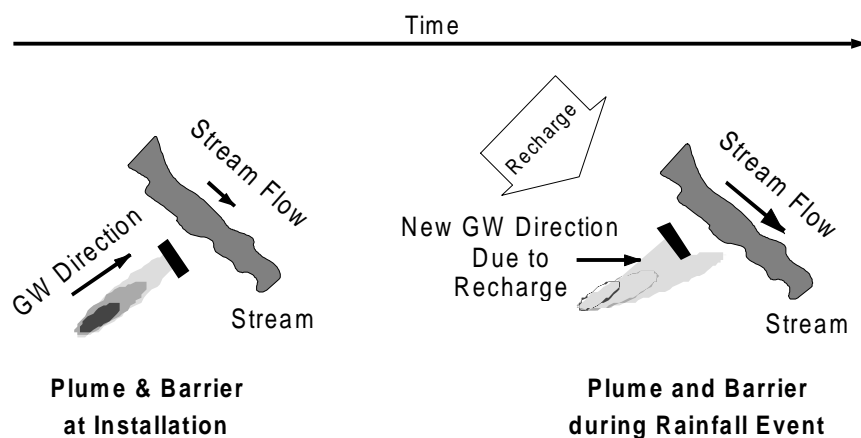 Time
Stream Flow
GW Direction
Stream
Plume & Barrier
at Installation
Recharge
Stream Flow
New GW Direction
Due to
Recharge
Stream
Plume and Barrier
during Rainfall Event